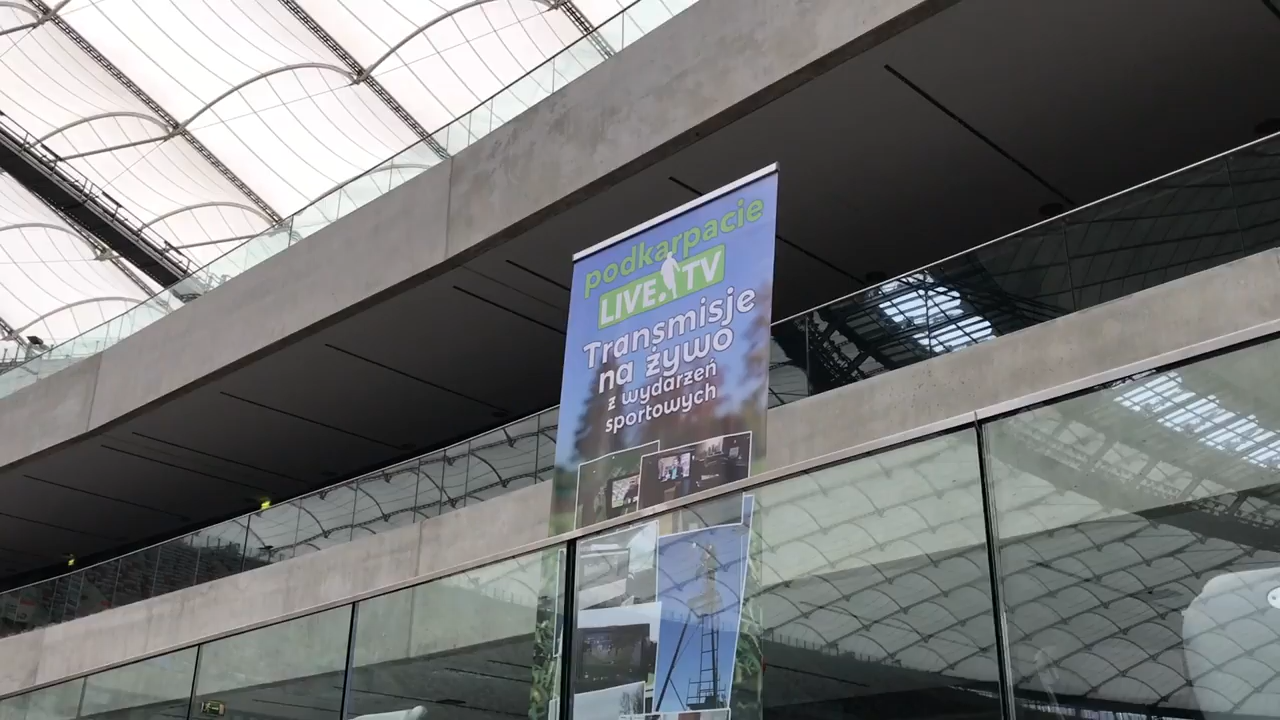 podkarpacie
LIVE.TV
Transmisje
na żywo
z wydarzeń
sportowych